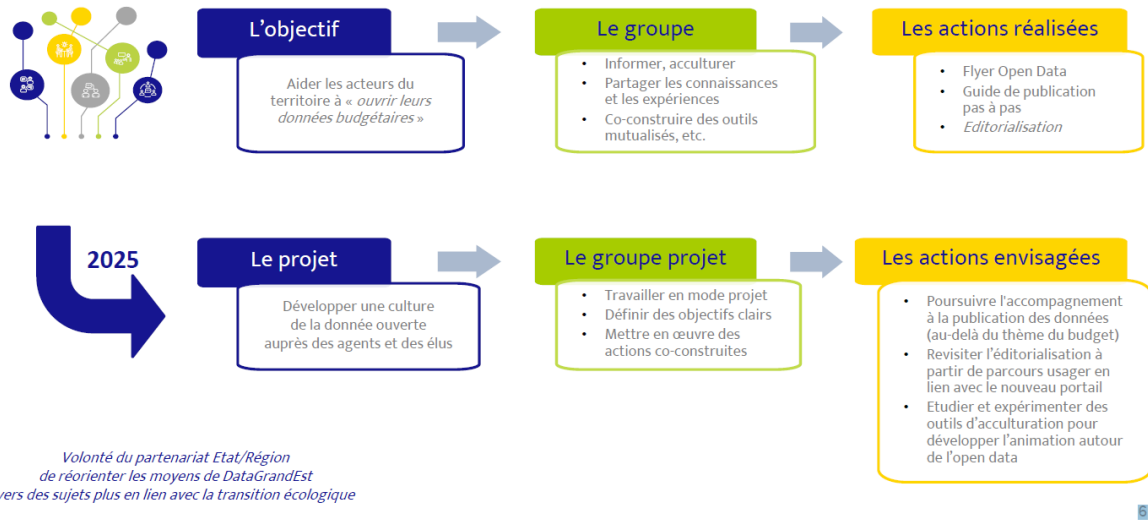 L'objectif
Aider les acteurs du
territoire à « ouvrir leurs
données budgétaires »
Le groupe
• Informer, acculturer
• Partager les connaissances
et les expériences
• Co-construire des outils
mutualisés, etc.
Les actions réalisées
• Flyer Open Data
• Guide de publication
pas à pas
• Editorialisation
2025
Le projet
Développer une culture
de la donnée ouverte
auprès des agents et des élus
Le groupe projet
• Travailler en mode projet
• Définir des objectifs clairs
• Mettre en œuvre des
actions co-construites
Les actions envisagées
• Poursuivre l'accompagnement
à la publication des données
(au-delà du thème du budget)
• Revisiter l'éditorialisation à
partir de parcours usager en
lien avec le nouveau portail
• Etudier et expérimenter des
outils d'acculturation pour
développer l'animation autour
de l'open data
Volonté du partenariat Etat/Région
de réorienter les moyens de DataGrandEst
vers des sujets plus en lien avec la transition écologique